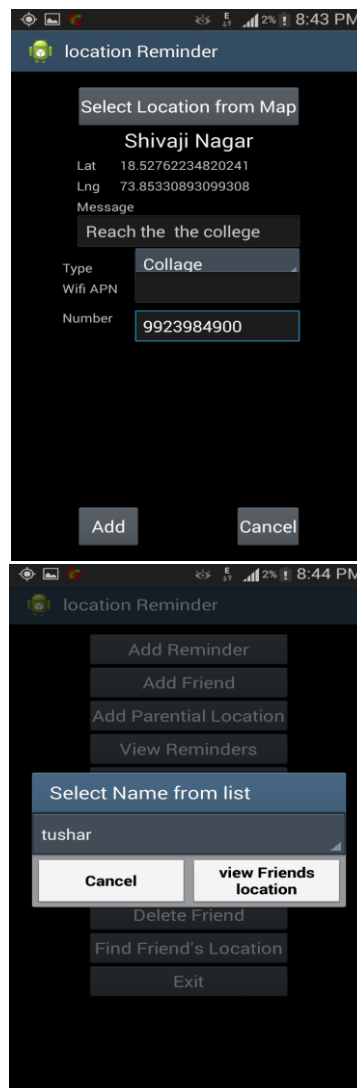 E 2% 8:43 PM
location Reminder
Select Location from Map
Shivaji Nagar
Lat 18.52762234820241
Lng 73.85330893099308
Message
Reach the the college
Type Collage
Wifi APN
Number 9923984900
Add Cancel
E 2% 8:44 PM
location Reminder
Add Reminder
Add Friend
Add Parential Location
View Reminders
Select Name from list
tushar
Cancel view Friends
location
Delete Friend
Find Friend's Location
Exit